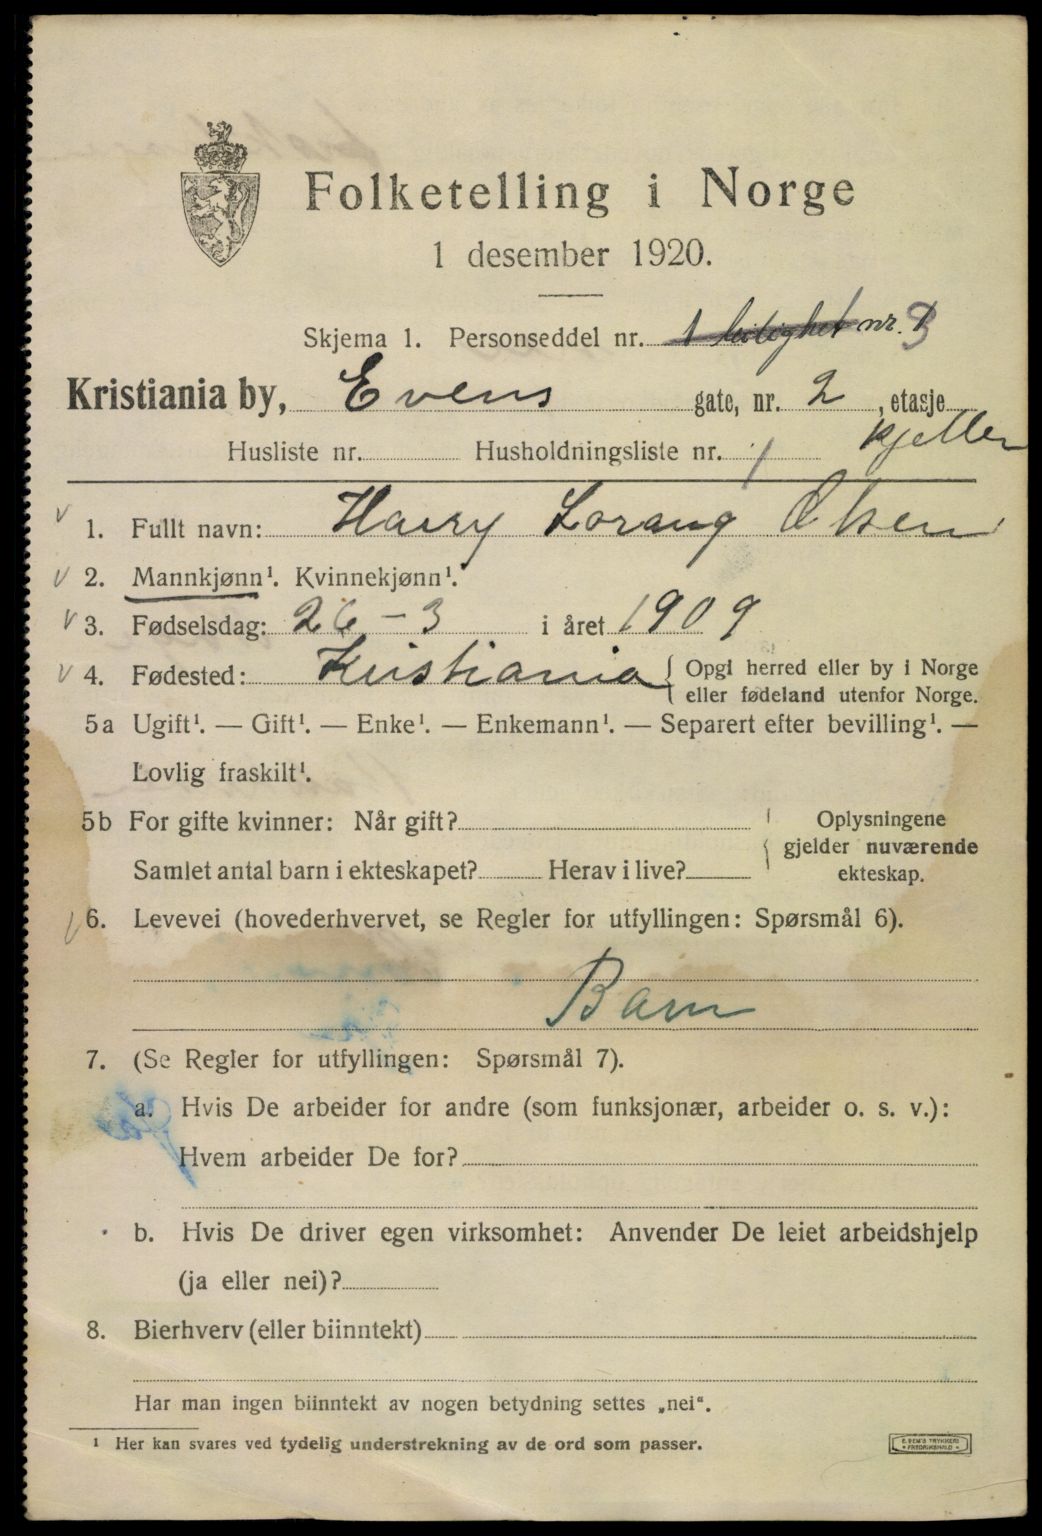 Folketelling i Norge
1 desember 1920.
Skjema 1. Personseddel nr. 1 leilighet nr. 3
Kristiania by, Evens gate, nr. 2, etasje kjeller
Husliste nr. Husholdningsliste nr. 1
1. Fullt navn: Harry Lorang Olsen
2. Mannkjønn¹. Kvinnekjønn¹.
3. Fødselsdag: 26 - 3 i året 1909
4. Fødested: Kristiania { Opgi herred eller by i Norge
eller fødeland utenfor Norge.
5a Ugift¹. — Gift¹. — Enke¹. — Enkemann¹. — Separert efter bevilling¹. —
Lovlig fraskilt¹.
5b For gifte kvinner: Når gift? Oplysningene
gjelder nuværende
Samlet antal barn i ekteskapet? Herav i live? ekteskap.
6. Levevei (hovederhvervet, se Regler for utfyllingen: Spørsmål 6).
Barn
7. (Se Regler for utfyllingen: Spørsmål 7).
a. Hvis De arbeider for andre (som funksjonær, arbeider o. s. v.):
Hvem arbeider De for?
b. Hvis De driver egen virksomhet: Anvender De leiet arbeidshjelp
(ja eller nei)?
8. Bierhverv (eller biinntekt)
Har man ingen biinntekt av nogen betydning settes „nei“.
¹ Her kan svares ved tydelig understrekning av de ord som passer.
E. SEM'S TRYKKERI
FREDRIKSHALD